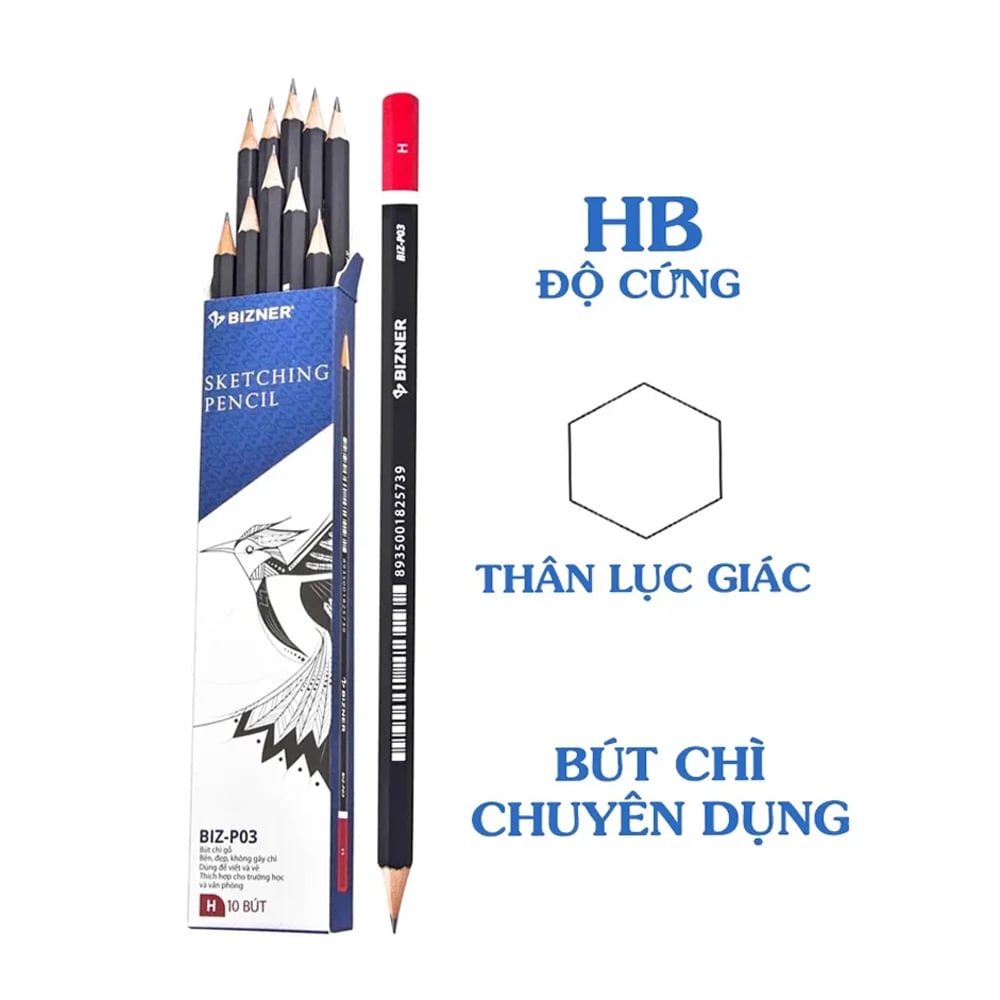 BIZNER
SKETCHING
PENCIL
BIZ-P03
Bút chì gỗ
Bền, đẹp, không gãy chì
Dùng để viết và vẽ
Thích hợp cho trường học
và văn phòng
H 10 BÚT
H
BIZ-P03
BIZNER
8935001825739
HB
ĐỘ CỨNG
THÂN LỤC GIÁC
BÚT CHÌ
CHUYÊN DỤNG